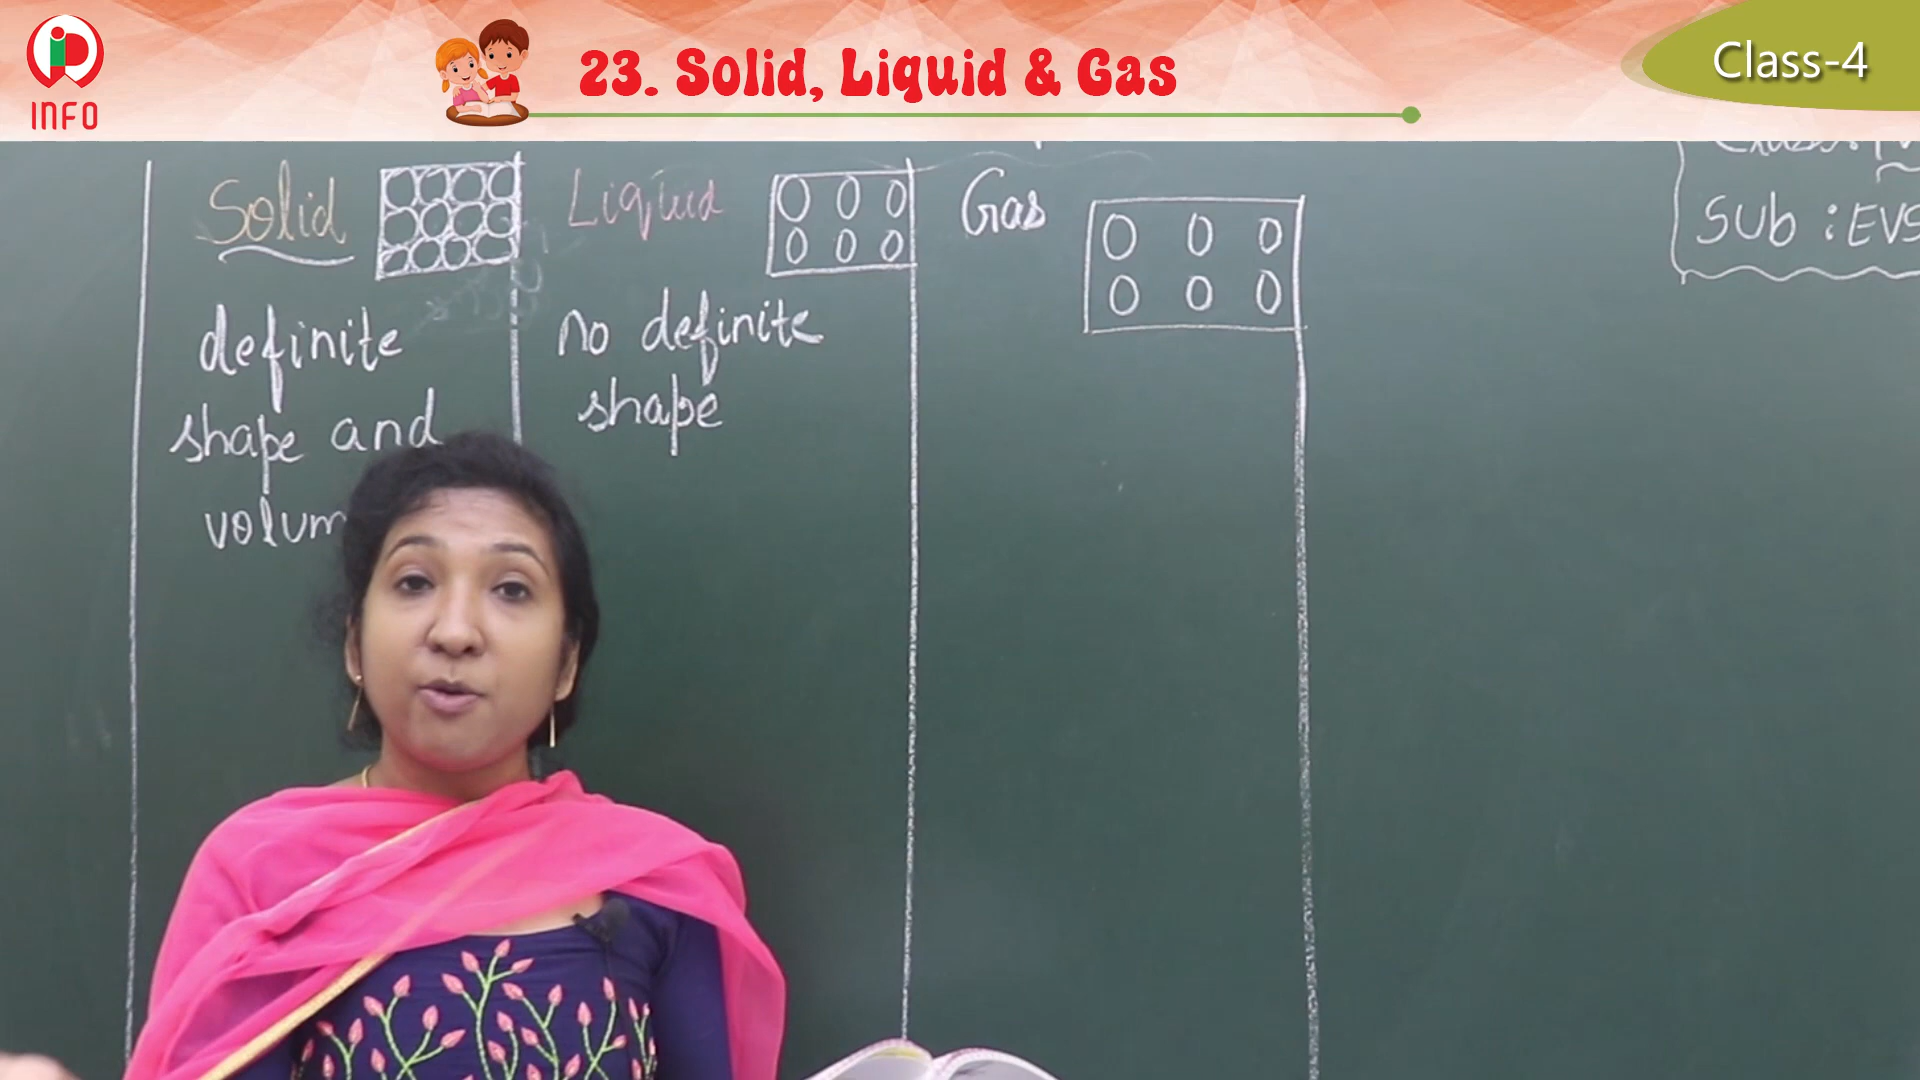 INFO
23. Solid, Liquid & Gas
Class-4
Solid
Liquid
Gas
Sub : EVS
definite
shape and
volum
no definite
shape